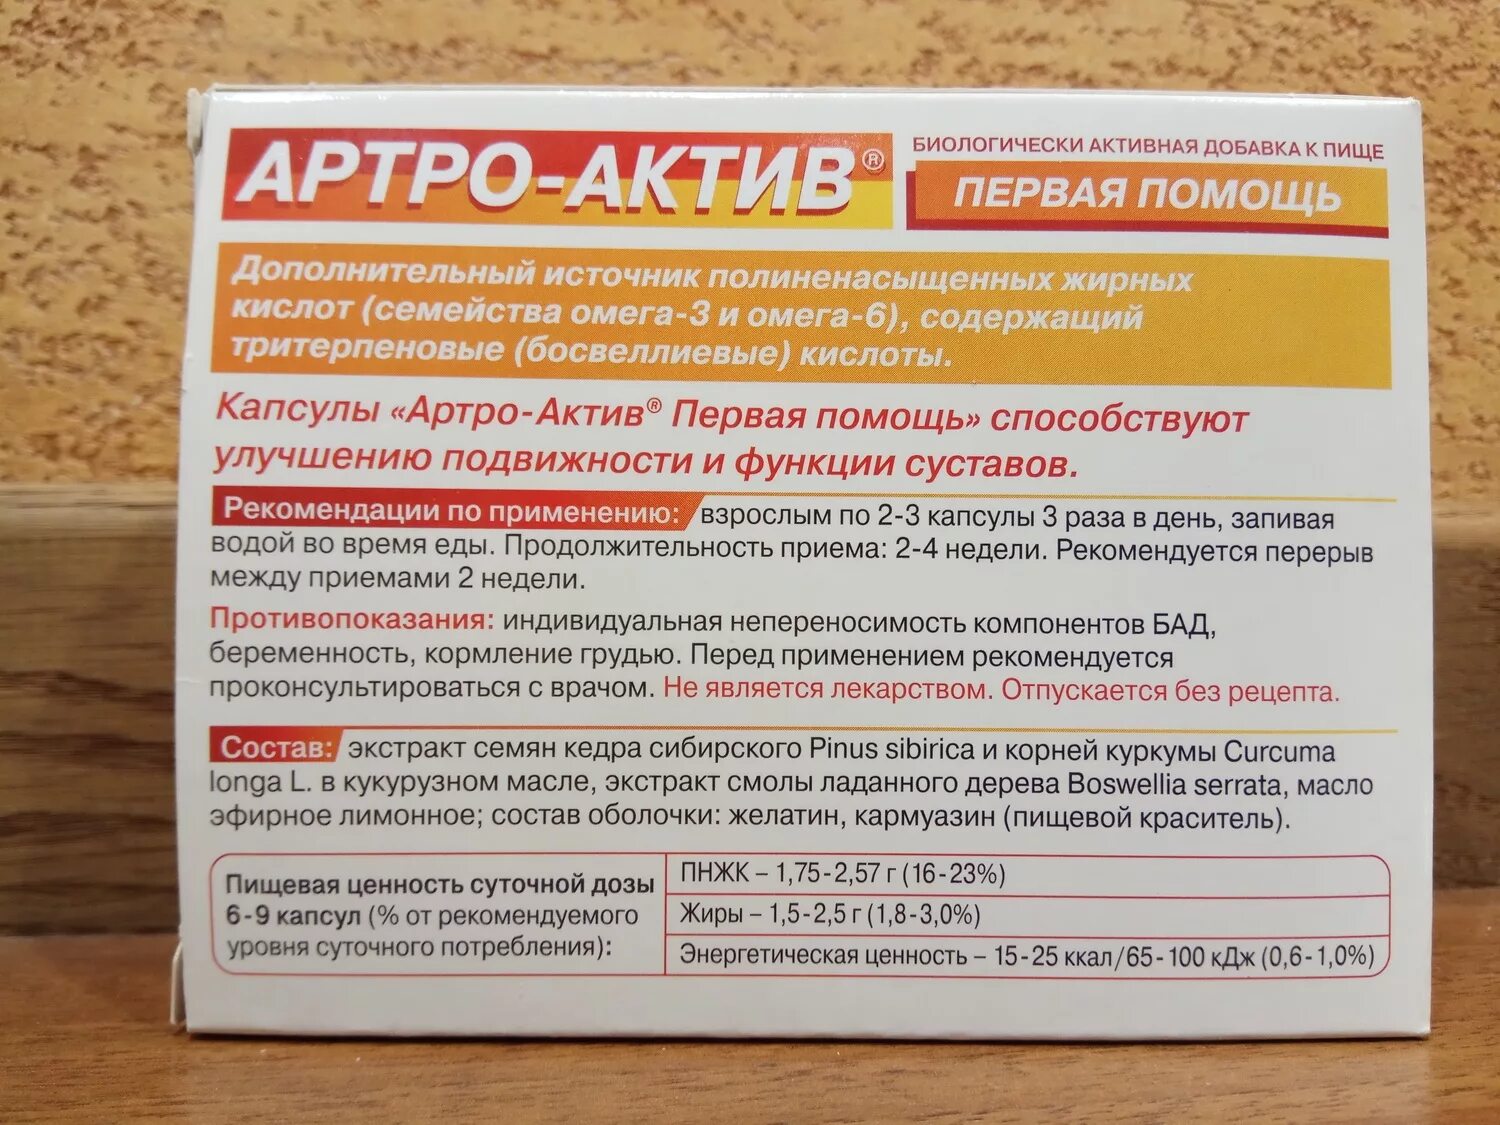 АРТРО-АКТИВ®
БИОЛОГИЧЕСКИ АКТИВНАЯ ДОБАВКА К ПИЩЕ
ПЕРВАЯ ПОМОЩЬ
Дополнительный источник полиненасыщенных жирных
кислот (семейства омега-3 и омега-6), содержащий
тритерпеновые (босвеллиевые) кислоты.
Капсулы «Артро-Актив® Первая помощь» способствуют
улучшению подвижности и функции суставов.
Рекомендации по применению: взрослым по 2-3 капсулы 3 раза в день, запивая
водой во время еды. Продолжительность приема: 2-4 недели. Рекомендуется перерыв
между приемами 2 недели.
Противопоказания: индивидуальная непереносимость компонентов БАД,
беременность, кормление грудью. Перед применением рекомендуется
проконсультироваться с врачом. Не является лекарством. Отпускается без рецепта.
Состав: экстракт семян кедра сибирского Pinus sibirica и корней куркумы Curcuma
longa L. в кукурузном масле, экстракт смолы ладанного дерева Boswellia serrata, масло
эфирное лимонное; состав оболочки: желатин, кармуазин (пищевой краситель).
Пищевая ценность суточной дозы
6-9 капсул (% от рекомендуемого
уровня суточного потребления):
ПНЖК – 1,75-2,57 г (16-23%)
Жиры – 1,5-2,5 г (1,8-3,0%)
Энергетическая ценность – 15-25 ккал/65-100 кДж (0,6-1,0%)